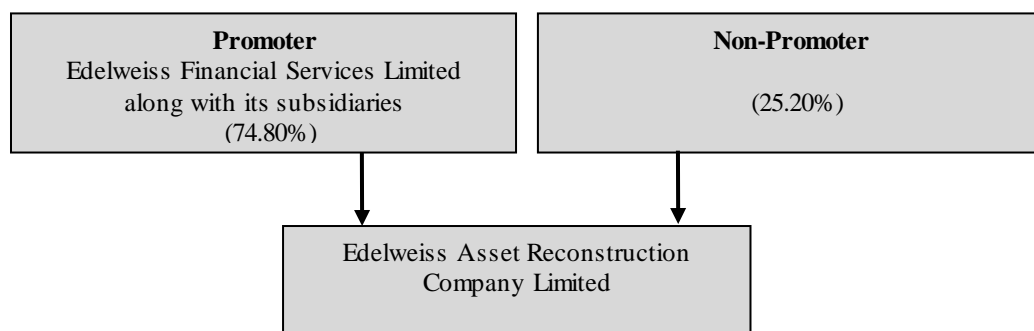 Promoter
Edelweiss Financial Services Limited
along with its subsidiaries
(74.80%)
Non-Promoter
(25.20%)
Edelweiss Asset Reconstruction
Company Limited